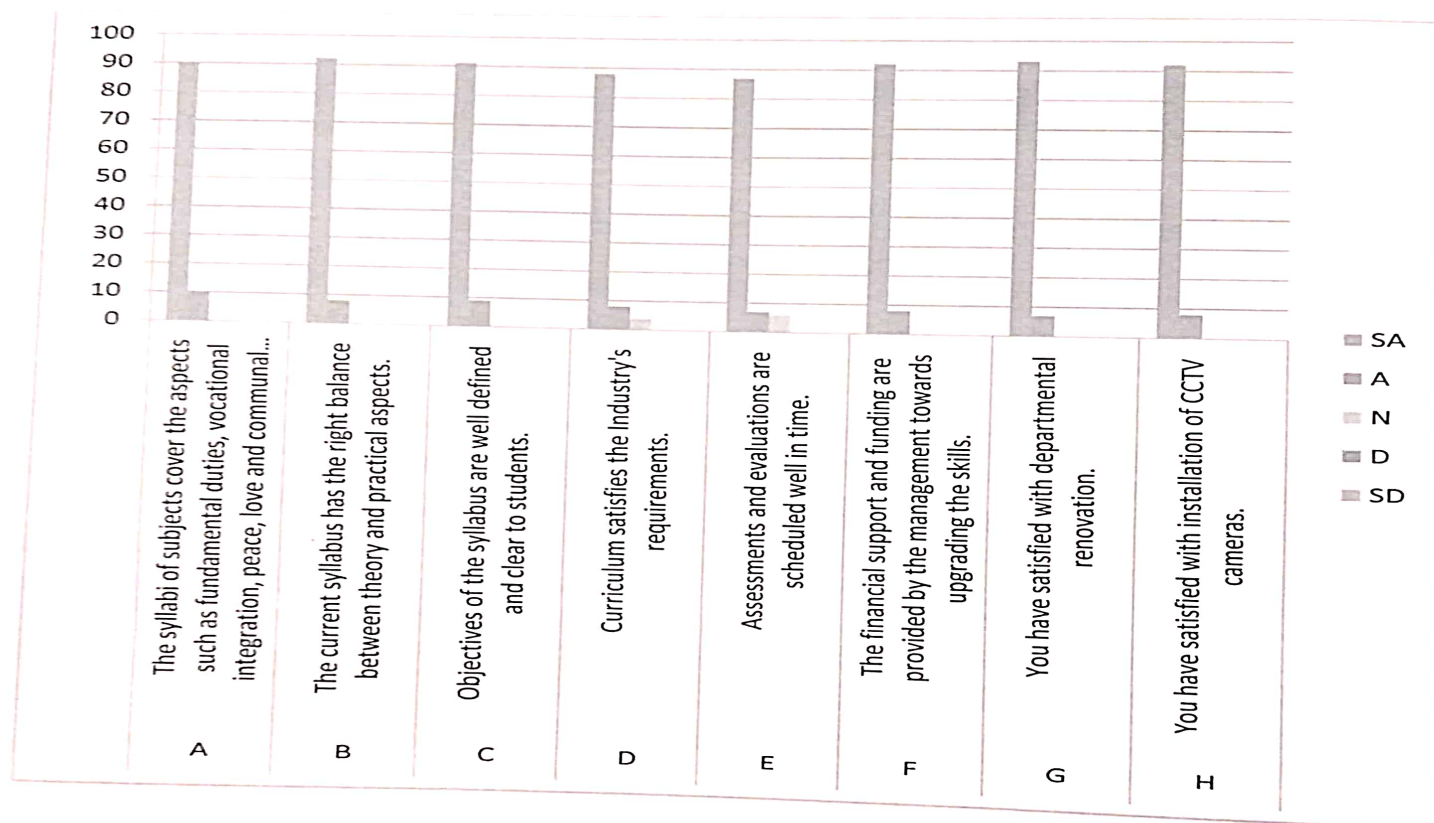 100
90
80
70
60
50
40
30
20
10
0
The syllabi of subjects cover the aspects
such as fundamental duties, vocational
integration, peace, love and communal...
A
The current syllabus has the right balance
between theory and practical aspects.
B
Objectives of the syllabus are well defined
and clear to students.
C
Curriculum satisfies the Industry's
requirements.
D
Assessments and evaluations are
scheduled well in time.
E
The financial support and funding are
provided by the management towards
upgrading the skills.
F
You have satisfied with departmental
renovation.
G
You have satisfied with installation of CCTV
cameras.
H
SA
A
N
D
SD